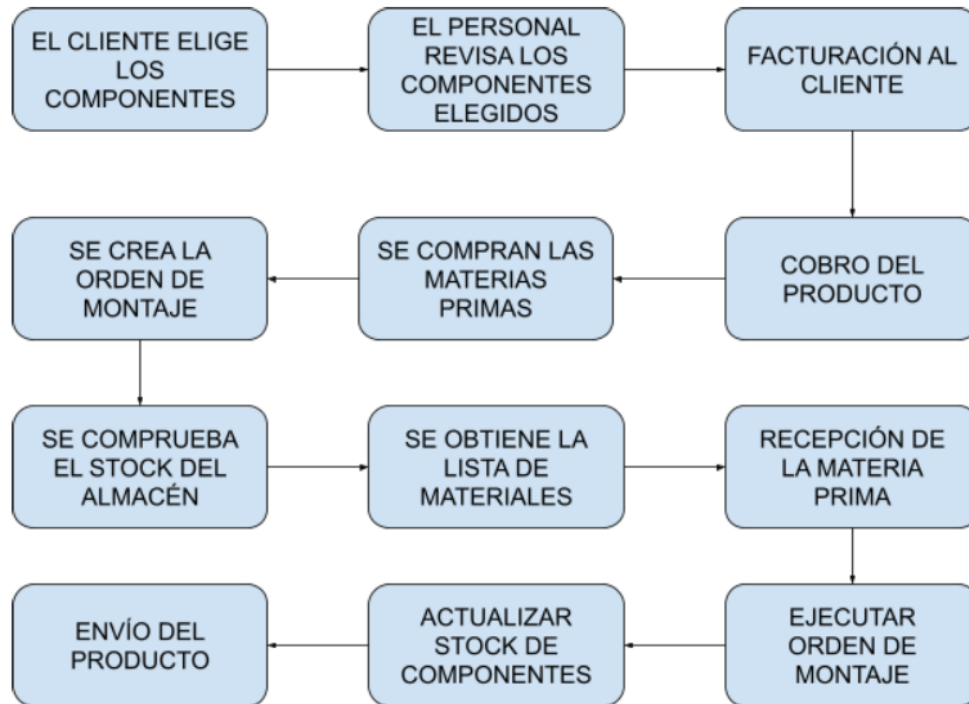 EL CLIENTE ELIGE
LOS
COMPONENTES
EL PERSONAL
REVISA LOS
COMPONENTES
ELEGIDOS
FACTURACIÓN AL
CLIENTE
COBRO DEL
PRODUCTO
SE COMPRAN LAS
MATERIAS
PRIMAS
SE CREA LA
ORDEN DE
MONTAJE
SE COMPRUEBA
EL STOCK DEL
ALMACÉN
SE OBTIENE LA
LISTA DE
MATERIALES
RECEPCIÓN DE
LA MATERIA
PRIMA
EJECUTAR
ORDEN DE
MONTAJE
ACTUALIZAR
STOCK DE
COMPONENTES
ENVÍO DEL
PRODUCTO